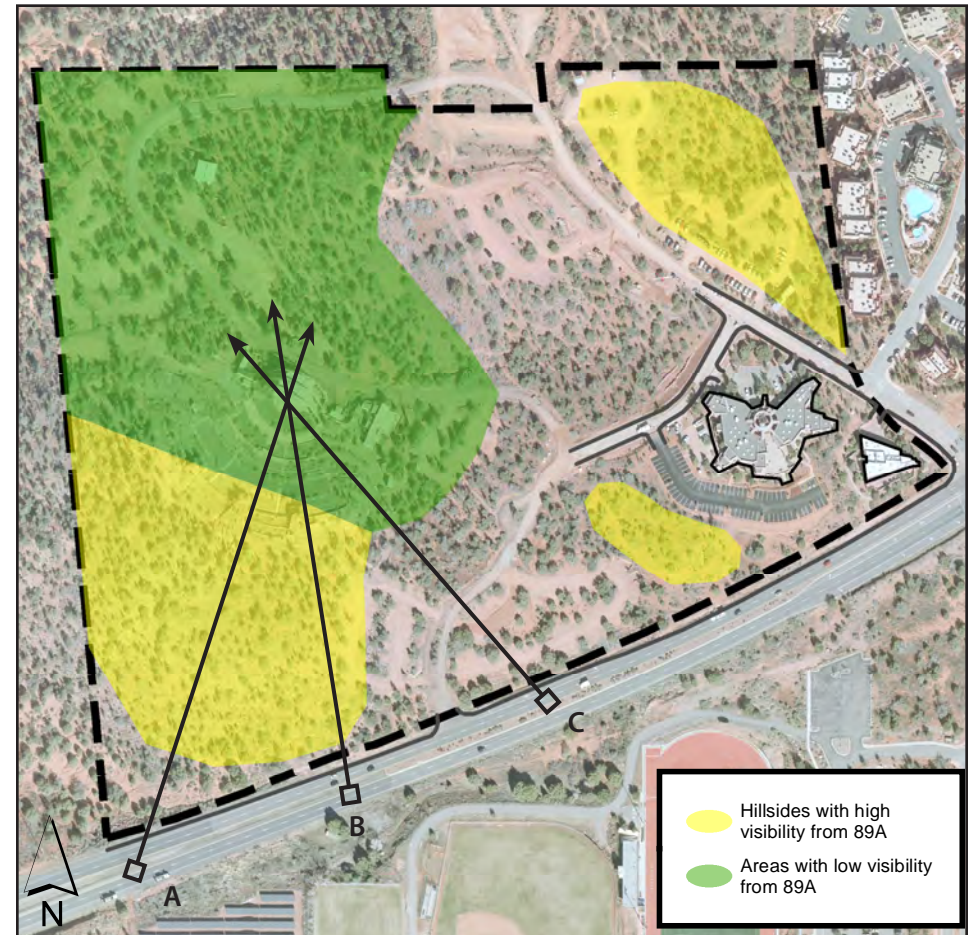 A
B
C
N
Hillsides with high
visibility from 89A
Areas with low visibility
from 89A